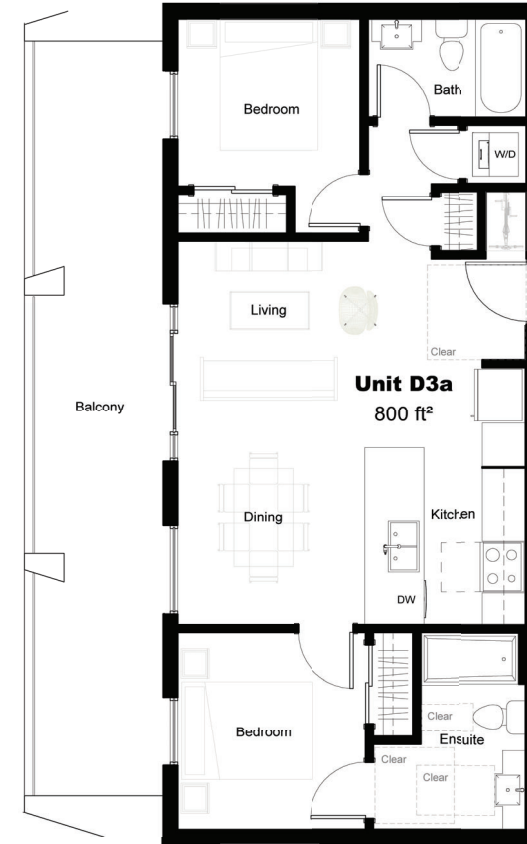 Bath
Bedroom
W/D
Living
Clear
Unit D3a
800 ft²
Balcony
Dining
Kitchen
DW
Clear
Bedroom
Ensuite
Clear
Clear